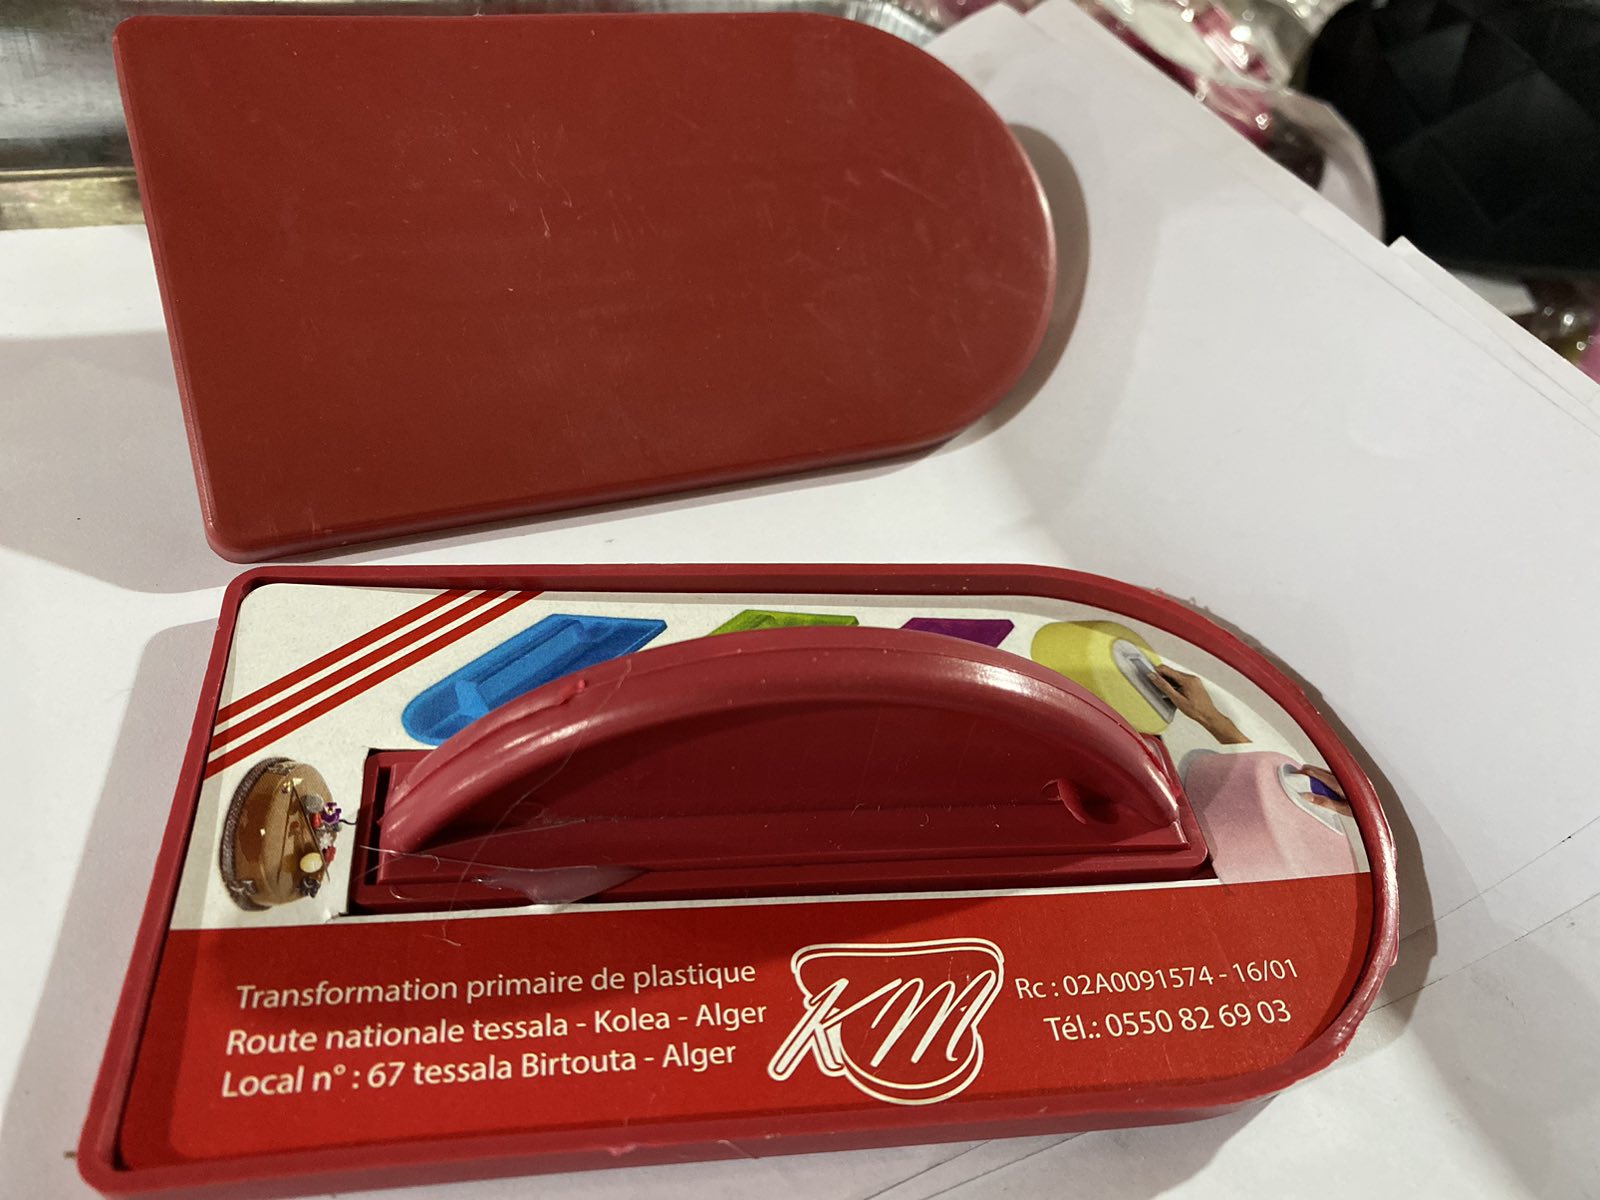 Transformation primaire de plastique
Route nationale tessala - Kolea - Alger
Local n° : 67 tessala Birtouta - Alger
KM
Rc : 02A0091574 - 16/01
Tél.: 0550 82 69 03